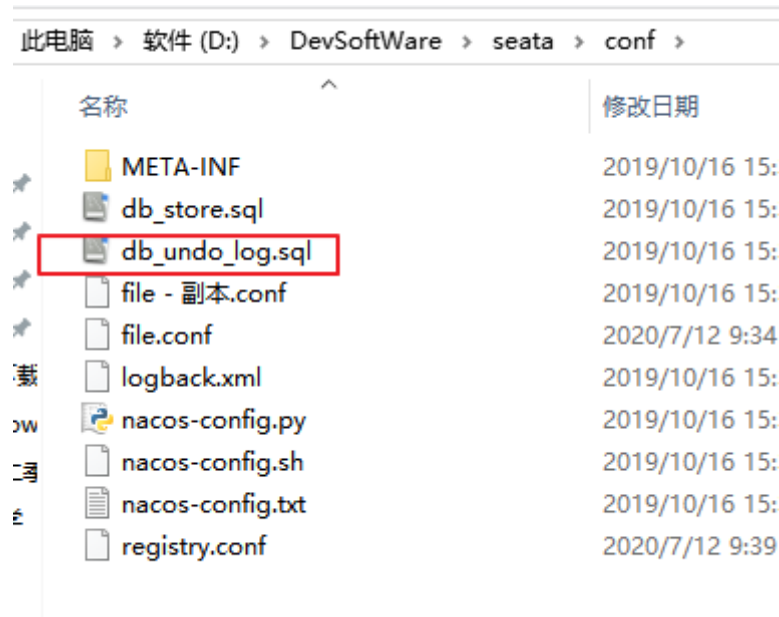 此电脑 > 软件 (D:) > DevSoftWare > seata > conf >
名称 修改日期
META-INF 2019/10/16 15:
db_store.sql 2019/10/16 15:
db_undo_log.sql 2019/10/16 15:
file - 副本.conf 2019/10/16 15:
file.conf 2020/7/12 9:34
logback.xml 2019/10/16 15:
nacos-config.py 2019/10/16 15:
nacos-config.sh 2019/10/16 15:
nacos-config.txt 2019/10/16 15:
registry.conf 2020/7/12 9:39